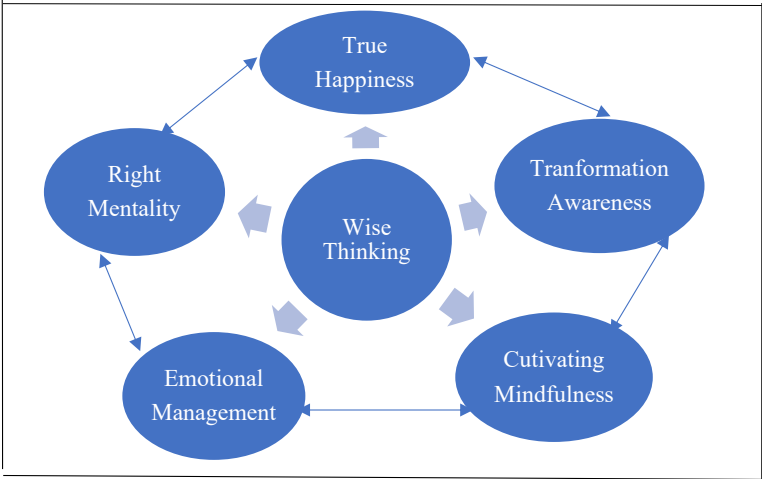 True
Happiness
Right
Mentality
Tranformation
Awareness
Wise
Thinking
Emotional
Management
Cutivating
Mindfulness